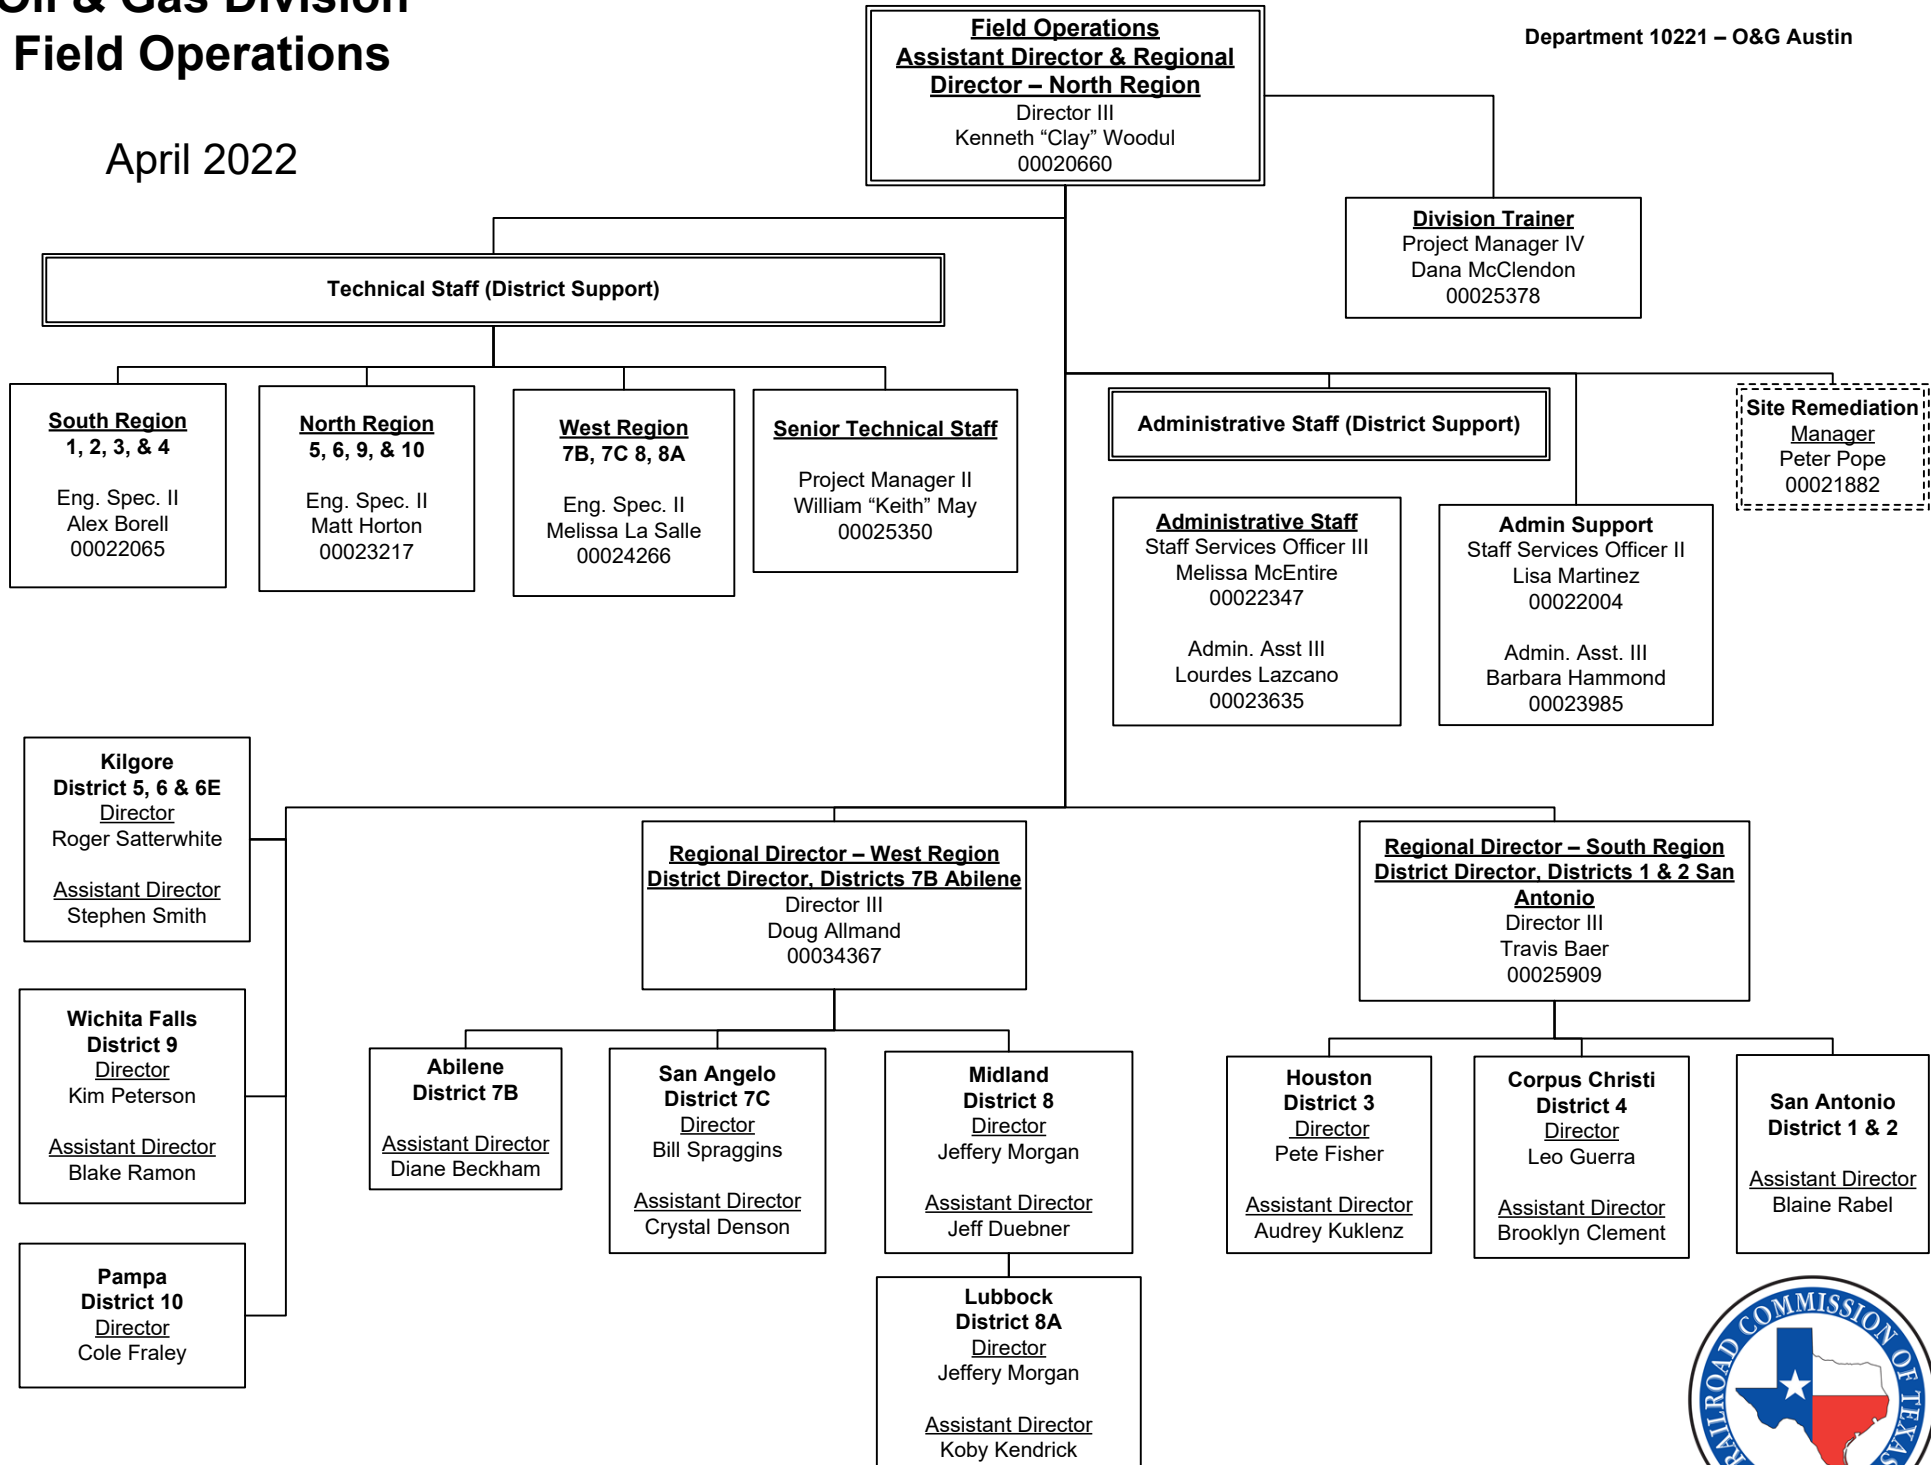 Oil & Gas Division
Field Operations
April 2022
Department 10221 – O&G Austin
Field Operations
Assistant Director & Regional
Director – North Region
Director III
Kenneth “Clay” Woodul
00020660
Division Trainer
Project Manager IV
Dana McClendon
00025378
Technical Staff (District Support)
South Region
1, 2, 3, & 4
Eng. Spec. II
Alex Borell
00022065
North Region
5, 6, 9, & 10
Eng. Spec. II
Matt Horton
00023217
West Region
7B, 7C 8, 8A
Eng. Spec. II
Melissa La Salle
00024266
Senior Technical Staff
Project Manager II
William “Keith” May
00025350
Administrative Staff (District Support)
Administrative Staff
Staff Services Officer III
Melissa McEntire
00022347
Admin. Asst III
Lourdes Lazcano
00023635
Admin Support
Staff Services Officer II
Lisa Martinez
00022004
Admin. Asst. III
Barbara Hammond
00023985
Site Remediation
Manager
Peter Pope
00021882
Kilgore
District 5, 6 & 6E
Director
Roger Satterwhite
Assistant Director
Stephen Smith
Wichita Falls
District 9
Director
Kim Peterson
Assistant Director
Blake Ramon
Pampa
District 10
Director
Cole Fraley
Regional Director – West Region
District Director, Districts 7B Abilene
Director III
Doug Allmand
00034367
Abilene
District 7B
Assistant Director
Diane Beckham
San Angelo
District 7C
Director
Bill Spraggins
Assistant Director
Crystal Denson
Midland
District 8
Director
Jeffery Morgan
Assistant Director
Jeff Duebner
Lubbock
District 8A
Director
Jeffery Morgan
Assistant Director
Koby Kendrick
Regional Director – South Region
District Director, Districts 1 & 2 San
Antonio
Director III
Travis Baer
00025909
Houston
District 3
Director
Pete Fisher
Assistant Director
Audrey Kuklenz
Corpus Christi
District 4
Director
Leo Guerra
Assistant Director
Brooklyn Clement
San Antonio
District 1 & 2
Assistant Director
Blaine Rabel
RAILROAD COMMISSION OF TEXAS